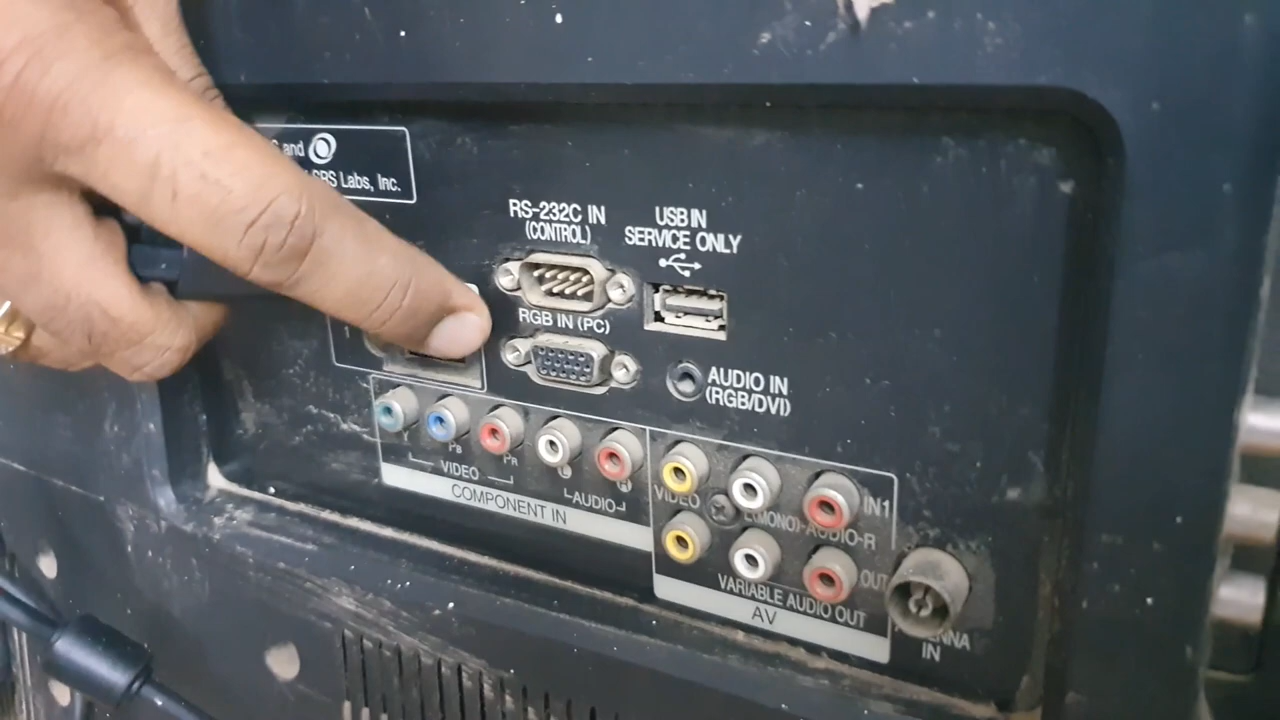 and
SRS Labs, Inc.
RS-232C IN
(CONTROL)
USB IN
SERVICE ONLY
RGB IN (PC)
1
AUDIO IN
(RGB/DVI)
PB
PR
VIDEO
L
R
AUDIO
COMPONENT IN
VIDEO
(MONO)-AUDIO-R
IN1
OUT
VARIABLE AUDIO OUT
AV
IN